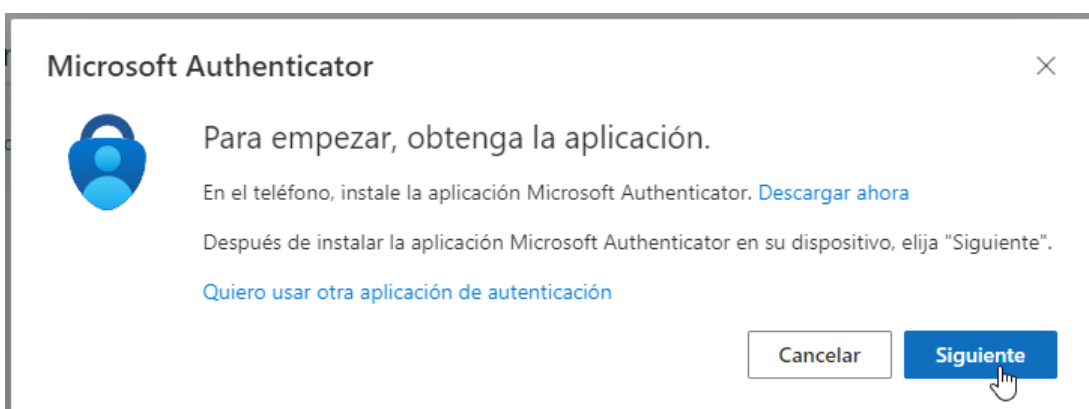 Microsoft Authenticator
Para empezar, obtenga la aplicación.
En el teléfono, instale la aplicación Microsoft Authenticator. Descargar ahora
Después de instalar la aplicación Microsoft Authenticator en su dispositivo, elija "Siguiente".
Quiero usar otra aplicación de autenticación
Cancelar Siguiente